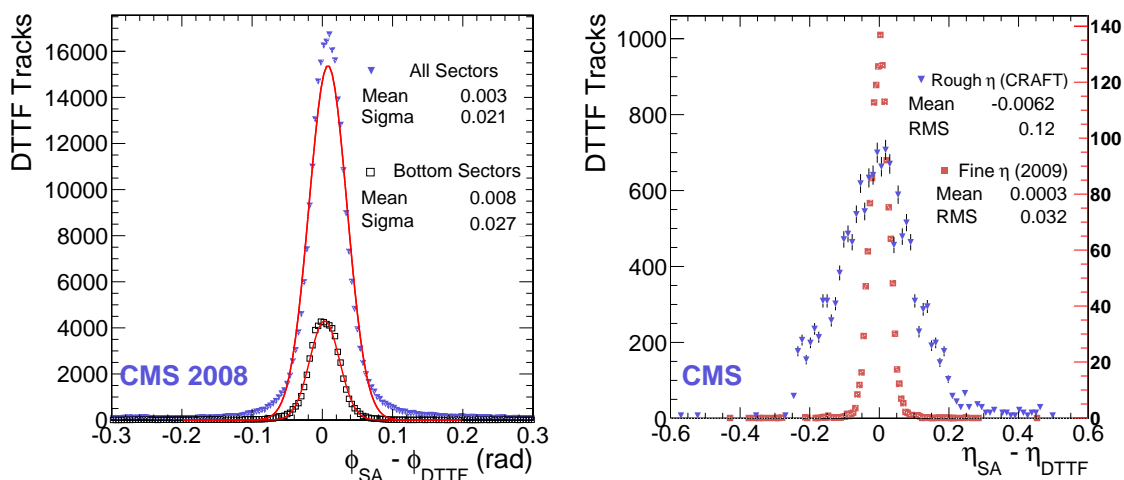 DTTF Tracks
16000
14000
12000
10000
8000
6000
4000
2000
0
All Sectors
Mean 0.003
Sigma 0.021
Bottom Sectors
Mean 0.008
Sigma 0.027
CMS 2008
-0.3 -0.2 -0.1 0 0.1 0.2 0.3
ϕSA - ϕDTTF (rad)
DTTF Tracks
1000
800
600
400
200
0
Rough η (CRAFT)
Mean -0.0062
RMS 0.12
Fine η (2009)
Mean 0.0003
RMS 0.032
CMS
140
120
100
80
60
40
20
0
-0.6 -0.4 -0.2 0 0.2 0.4 0.6
ηSA - ηDTTF